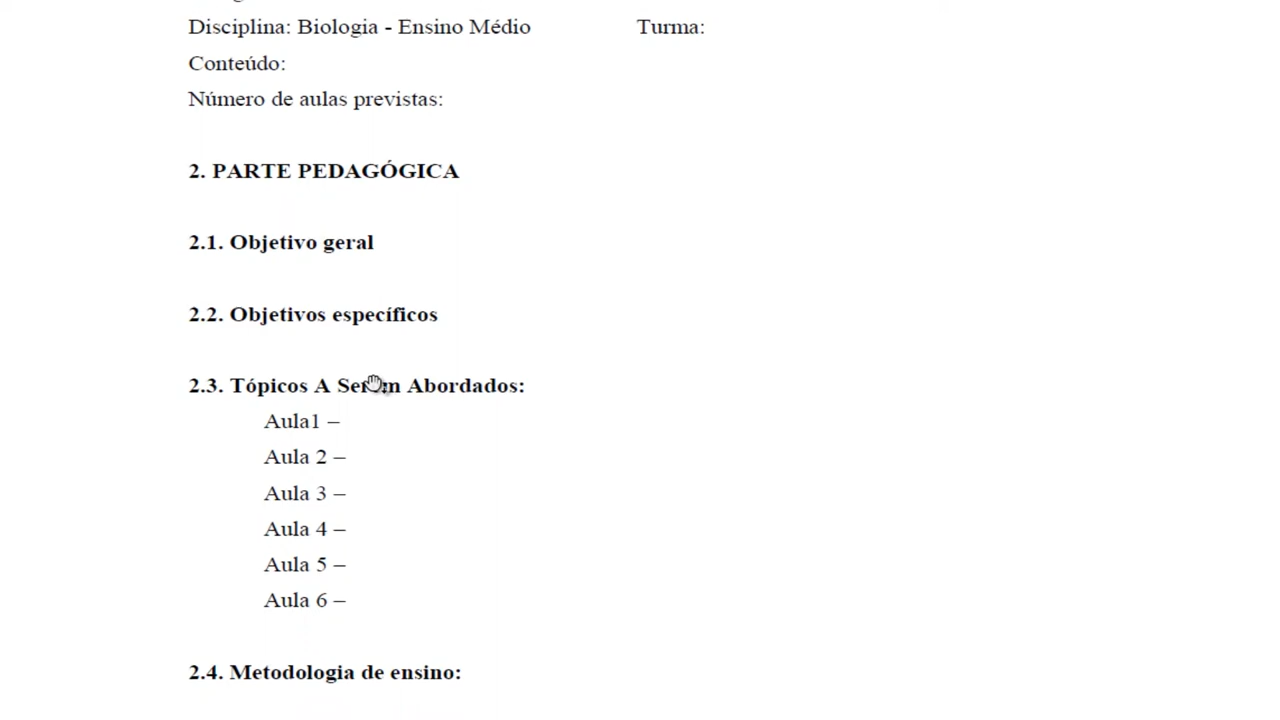 Disciplina: Biologia - Ensino Médio Turma:
Conteúdo:
Número de aulas previstas:
2. PARTE PEDAGÓGICA
2.1. Objetivo geral
2.2. Objetivos específicos
2.3. Tópicos A Serem Abordados:
Aula1 –
Aula 2 –
Aula 3 –
Aula 4 –
Aula 5 –
Aula 6 –
2.4. Metodologia de ensino: